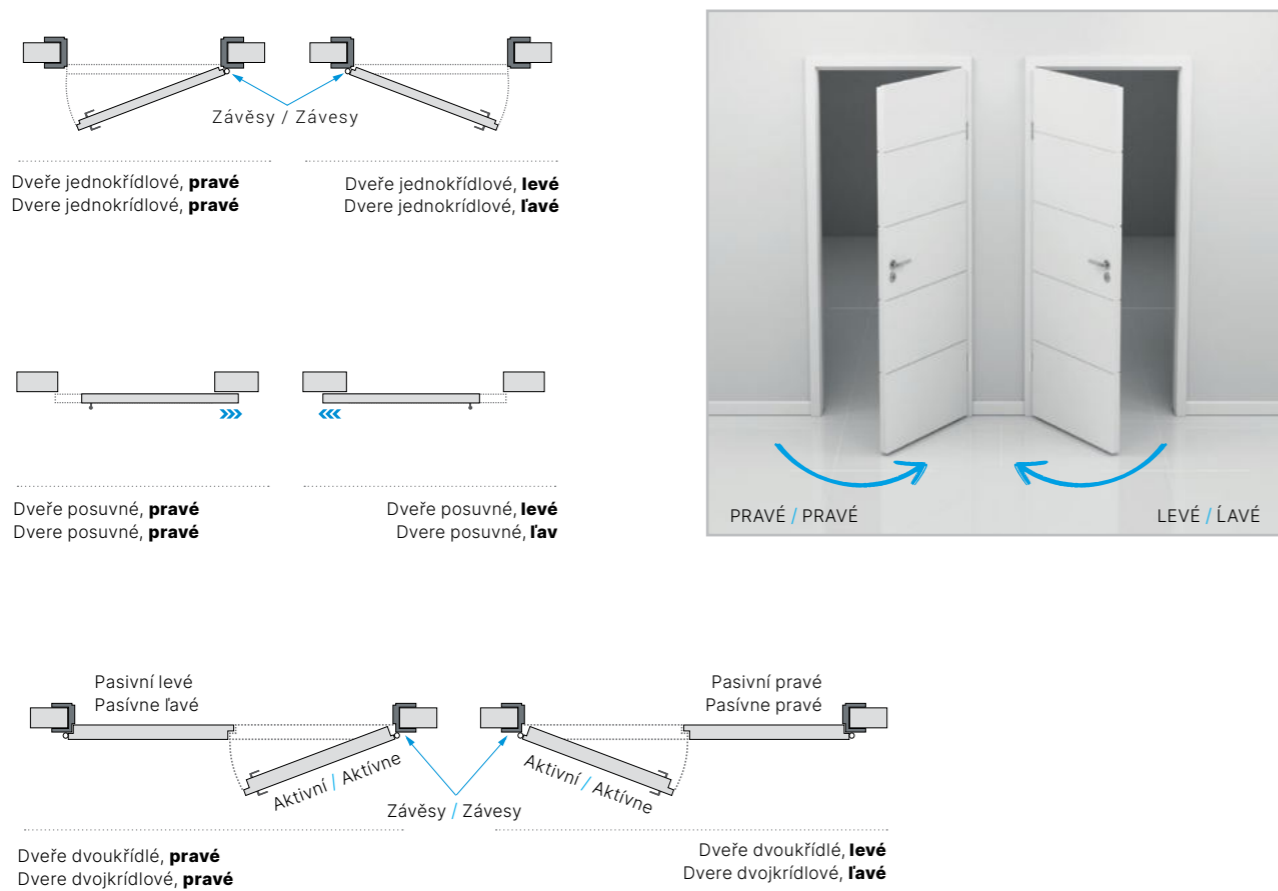 Závěsy / Závesy
Dveře jednokřídlové, pravé
Dvere jednokrídlové, pravé
Dveře jednokřídlové, levé
Dvere jednokrídlové, ľavé
PRAVÉ / PRAVÉ
LEVÉ / ĹAVÉ
Dveře posuvné, pravé
Dvere posuvné, pravé
Dveře posuvné, levé
Dvere posuvné, ľav
Pasivní levé
Pasívne ľavé
Pasivní pravé
Pasívne pravé
Aktivní / Aktívne
Aktivní / Aktívne
Závěsy / Závesy
Dveře dvoukřídlé, pravé
Dvere dvojkrídlové, pravé
Dveře dvoukřídlé, levé
Dvere dvojkrídlové, ľavé